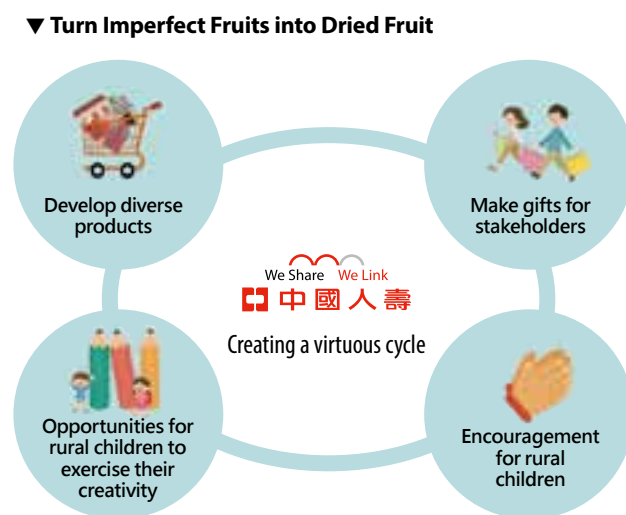 ▼ Turn Imperfect Fruits into Dried Fruit
Develop diverse
products
Make gifts for
stakeholders
We Share We Link
中國人壽
Creating a virtuous cycle
Opportunities for
rural children to
exercise their
creativity
Encouragement
for rural
children